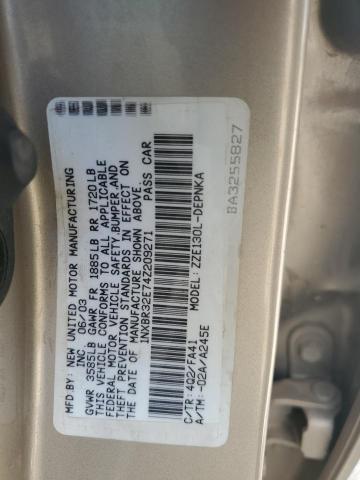 MFD BY: NEW UNITED MOTOR MANUFACTURING
INC 06/03
GVWR 3585LB GAWR FR 1885LB RR 1720LB
THIS VEHICLE CONFORMS TO ALL APPLICABLE
FEDERAL MOTOR VEHICLE SAFETY,BUMPER,AND
THEFT PREVENTION STANDARDS IN EFFECT ON
THE DATE OF MANUFACTURE SHOWN ABOVE.
1NXBR32E74Z209271 PASS CAR
C/TR:4Q2/FA41 MODEL: ZZE130L-DEPNKA
A/TM:-02A/A245E
BA3255827